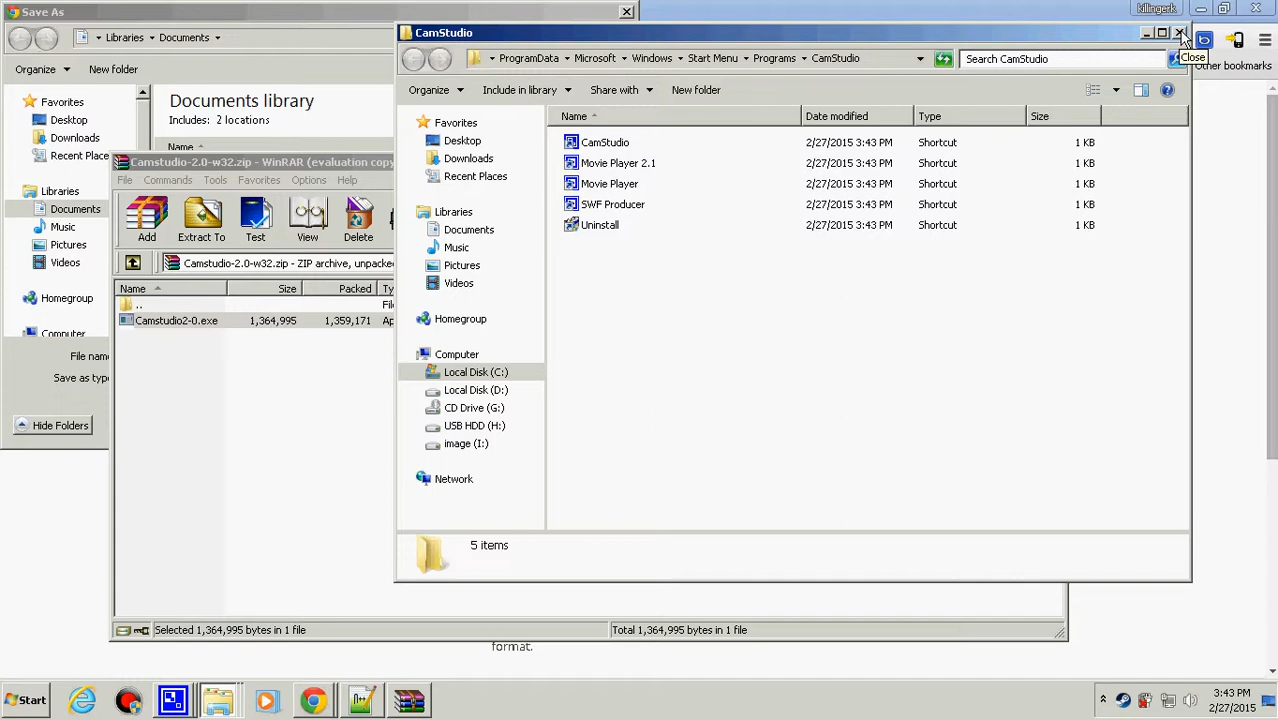 Save As
killingerk
Libraries
Documents
Organize
New folder
Favorites
Desktop
Downloads
Recent Places
Libraries
Documents
Music
Pictures
Videos
Homegroup
Computer
Documents library
Includes: 2 locations
Name
File name
Save as type
Hide Folders
Camstudio-2.0-w32.zip - WinRAR (evaluation copy
File Commands Tools Favorites Options Help
Add Extract To Test View Delete
Camstudio-2.0-w32.zip - ZIP archive, unpacked
Name Size Packed
..
Camstudio2-0.exe 1,364,995 1,359,171
Selected 1,364,995 bytes in 1 file
Total 1,364,995 bytes in 1 file
CamStudio
Close
Other bookmarks
ProgramData Microsoft Windows Start Menu Programs CamStudio
Search CamStudio
Organize Include in library Share with New folder
Favorites
Desktop
Downloads
Recent Places
Libraries
Documents
Music
Pictures
Videos
Homegroup
Computer
Local Disk (C:)
Local Disk (D:)
CD Drive (G:)
USB HDD (H:)
image (I:)
Network
Name Date modified Type Size
CamStudio 2/27/2015 3:43 PM Shortcut 1 KB
Movie Player 2.1 2/27/2015 3:43 PM Shortcut 1 KB
Movie Player 2/27/2015 3:43 PM Shortcut 1 KB
SWF Producer 2/27/2015 3:43 PM Shortcut 1 KB
Uninstall 2/27/2015 3:43 PM Shortcut 1 KB
5 items
format.
Start
3:43 PM
2/27/2015